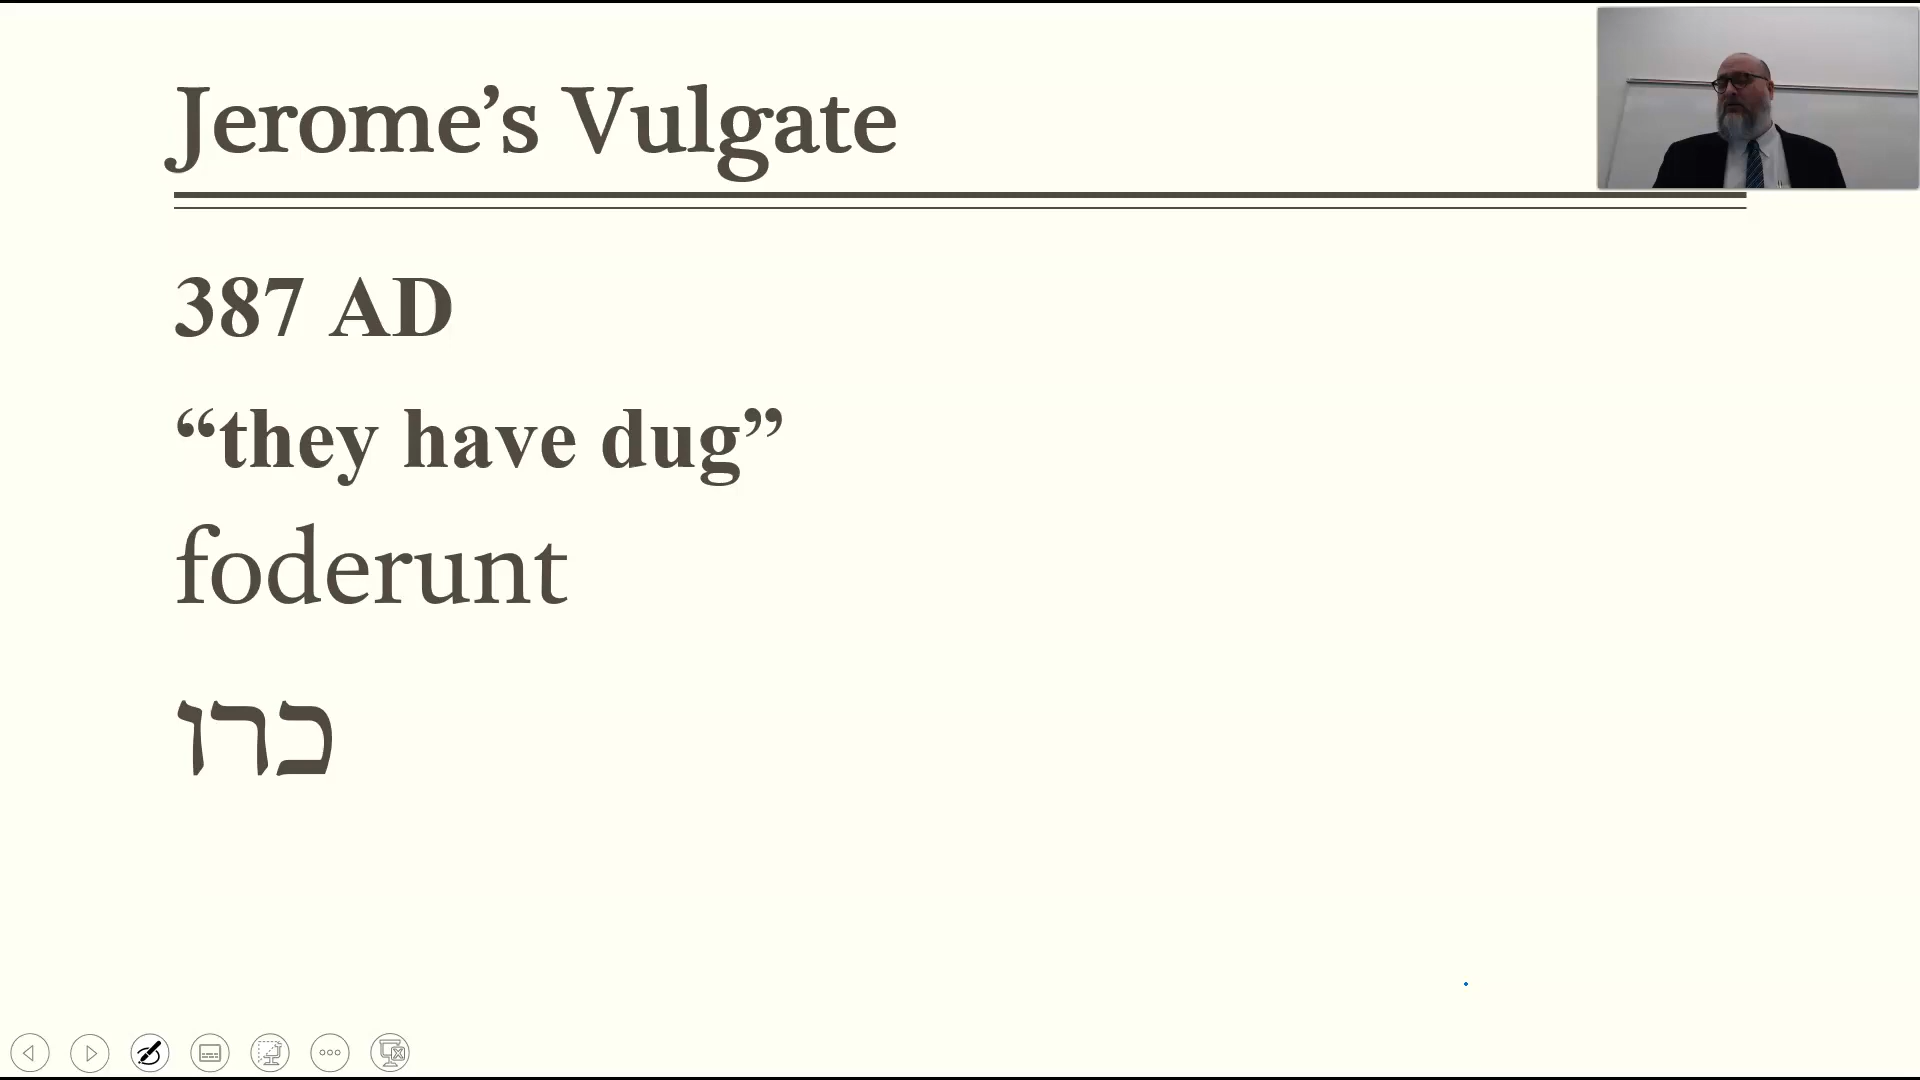 Jerome’s Vulgate
387 AD
“they have dug”
foderunt
כרו